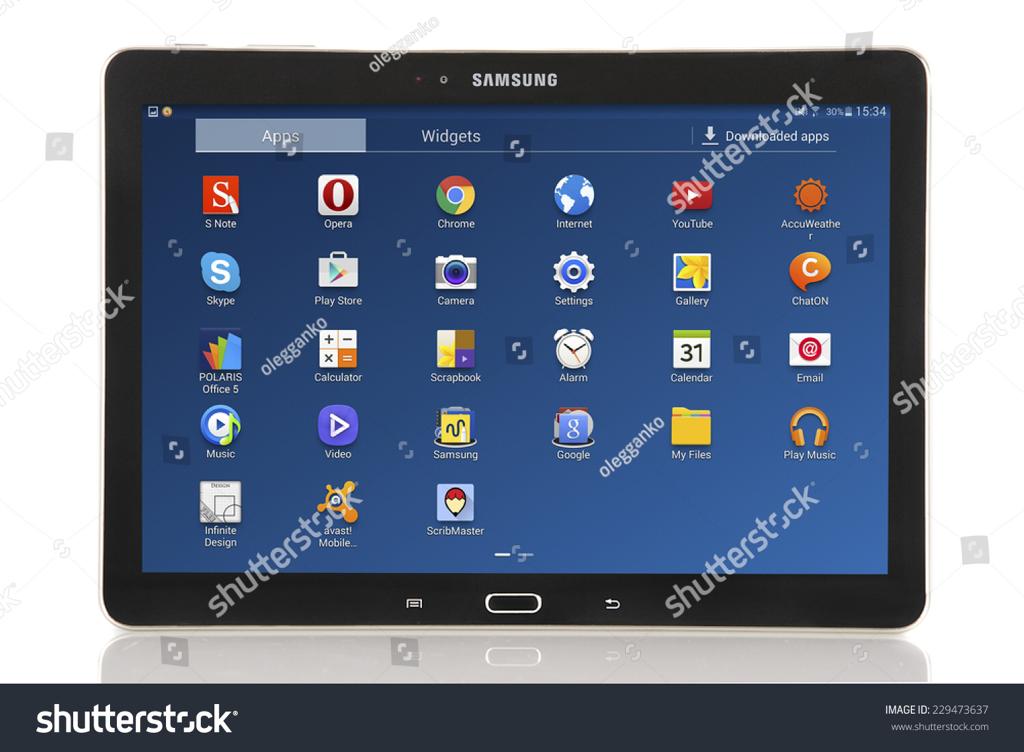 SAMSUNG
30% 15:34
Apps Widgets Downloaded apps
S Note Opera Chrome Internet YouTube AccuWeathe
r
Skype Play Store Camera Settings Gallery ChatON
31
POLARIS
Office 5 Calculator Scrapbook Alarm Calendar Email
Music Video Samsung Google My Files Play Music
DESIGN
Infinite
Design avast!
Mobile... ScribMaster
shutterstock
olegganko
shutterstock
shutterstock
olegganko
shutterstock
olegganko
shutterstock
shutterstock
shutterstock
IMAGE ID: 229473637
www.shutterstock.com